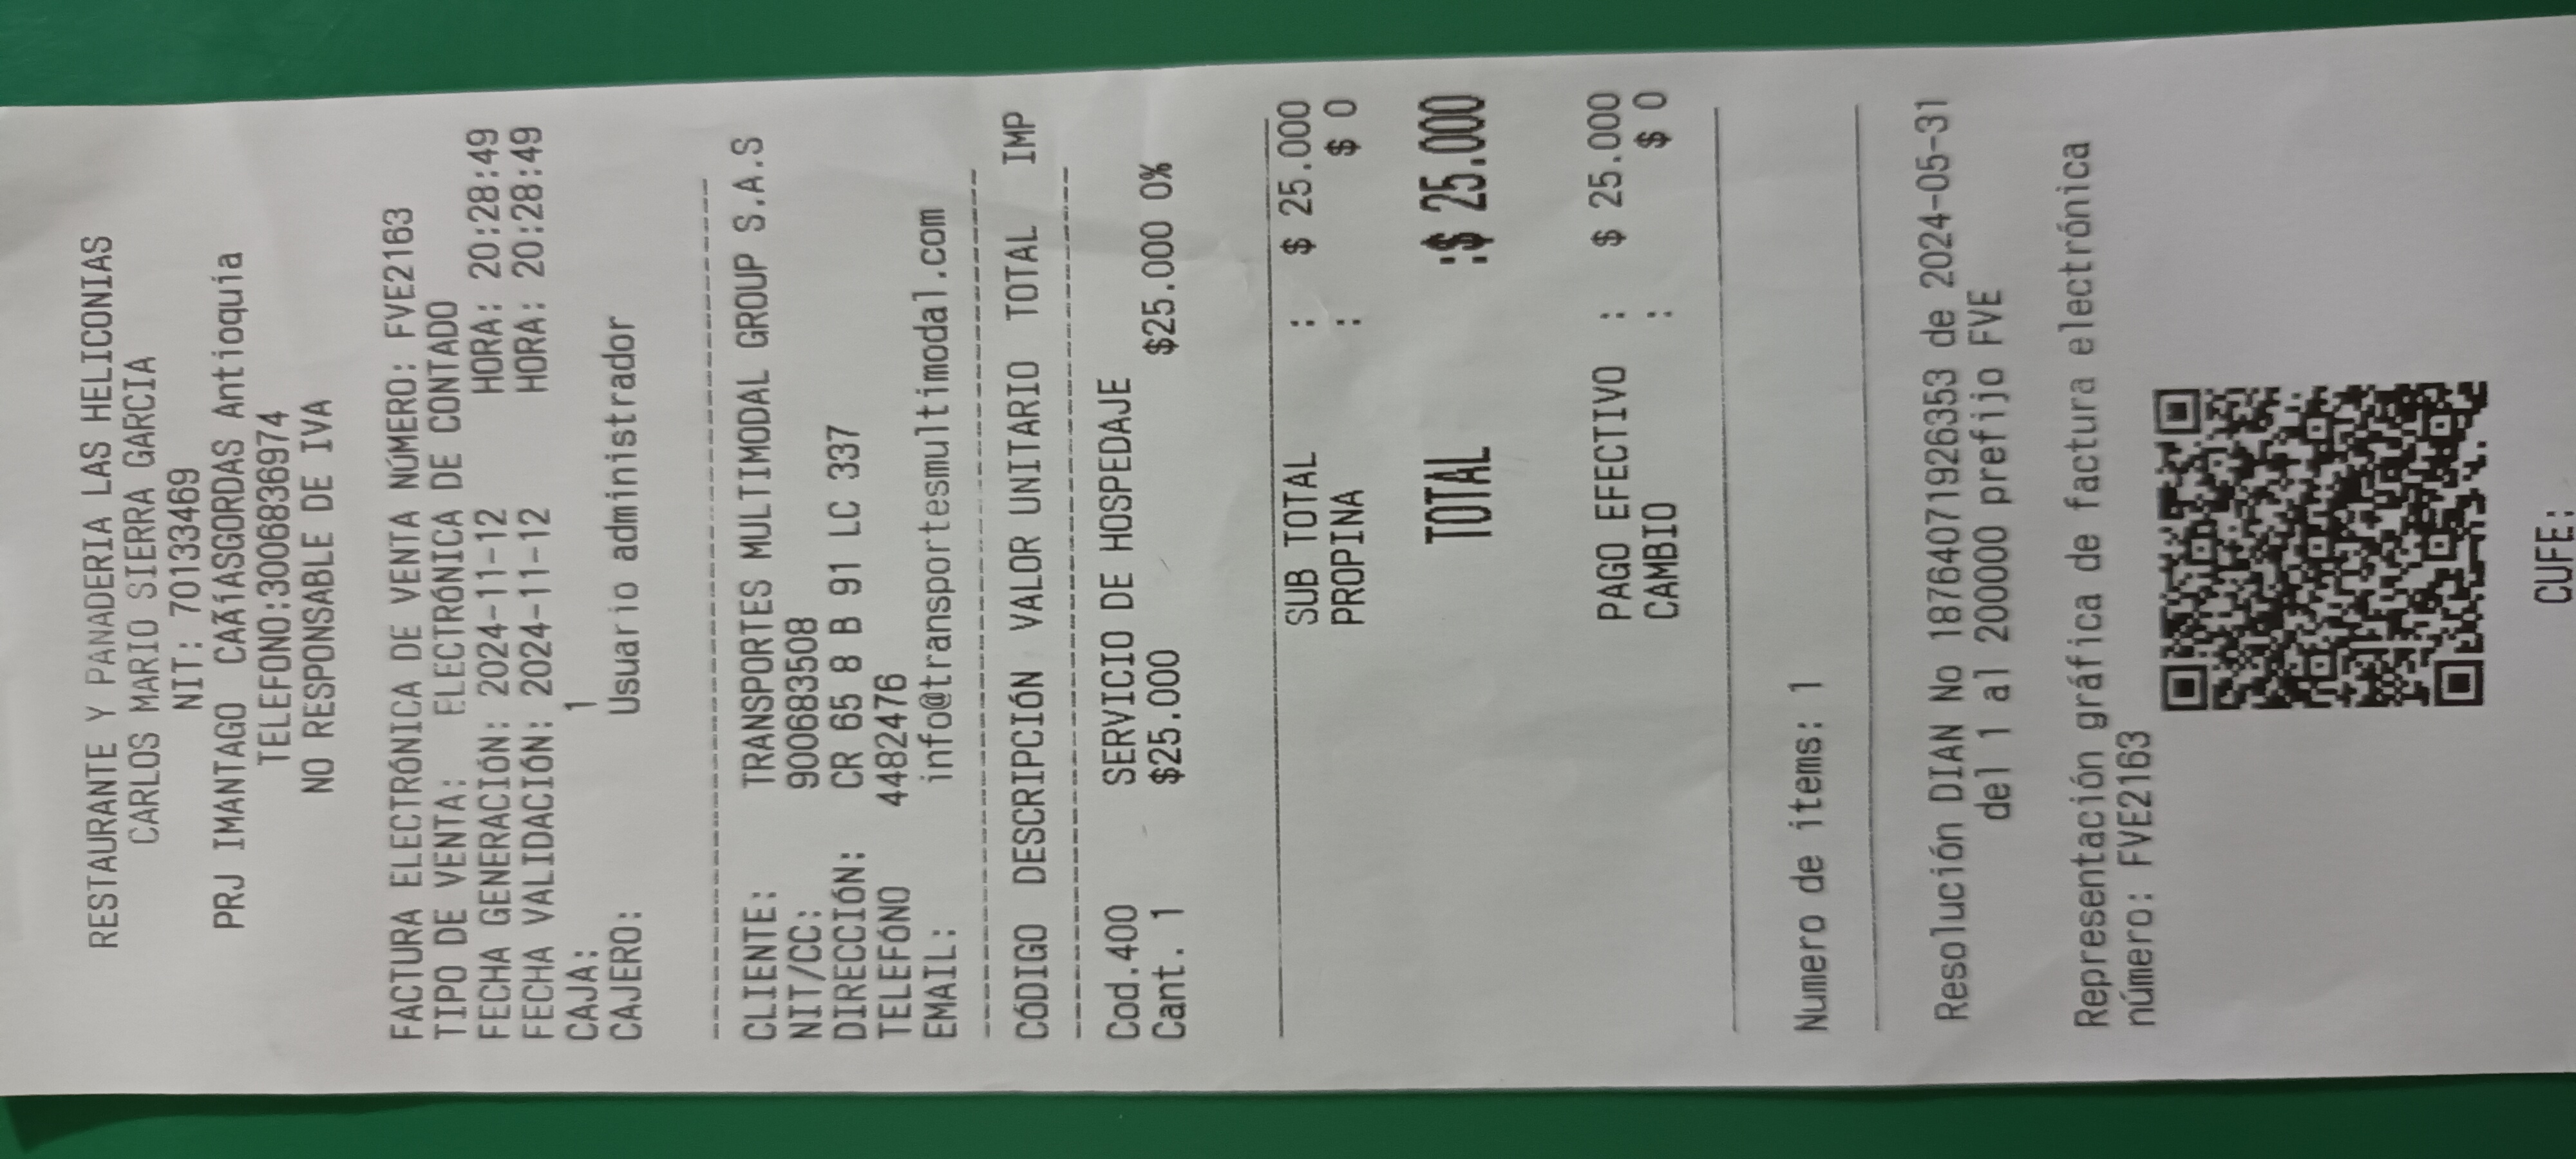 RESTAURANTE Y PANADERIA LAS HELICONIAS
CARLOS MARIO SIERRA GARCIA
NIT: 70133469
PRJ IMANTAGO CAÃ­ASGORDAS Antioquia
TELEFONO:3006836974
NO RESPONSABLE DE IVA
FACTURA ELECTRÓNICA DE VENTA NÚMERO: FVE2163
TIPO DE VENTA: ELECTRÓNICA DE CONTADO
FECHA GENERACIÓN: 2024-11-12 HORA: 20:28:49
FECHA VALIDACIÓN: 2024-11-12 HORA: 20:28:49
CAJA: 1
CAJERO: Usuario administrador
CLIENTE: TRANSPORTES MULTIMODAL GROUP S.A.S
NIT/CC: 900683508
DIRECCIÓN: CR 65 8 B 91 LC 337
TELEFÓNO 4482476
EMAIL: info@transportesmultimodal.com
CÓDIGO DESCRIPCIÓN VALOR UNITARIO TOTAL IMP
Cod.400 SERVICIO DE HOSPEDAJE
Cant. 1 $25.000 $25.000 0%
SUB TOTAL : $ 25.000
PROPINA : $ 0
TOTAL :$ 25.000
PAGO EFECTIVO : $ 25.000
CAMBIO : $ 0
Numero de items: 1
Resolución DIAN No 18764071926353 de 2024-05-31
del 1 al 200000 prefijo FVE
Representación gráfica de factura electrónica
número: FVE2163
CUFE: